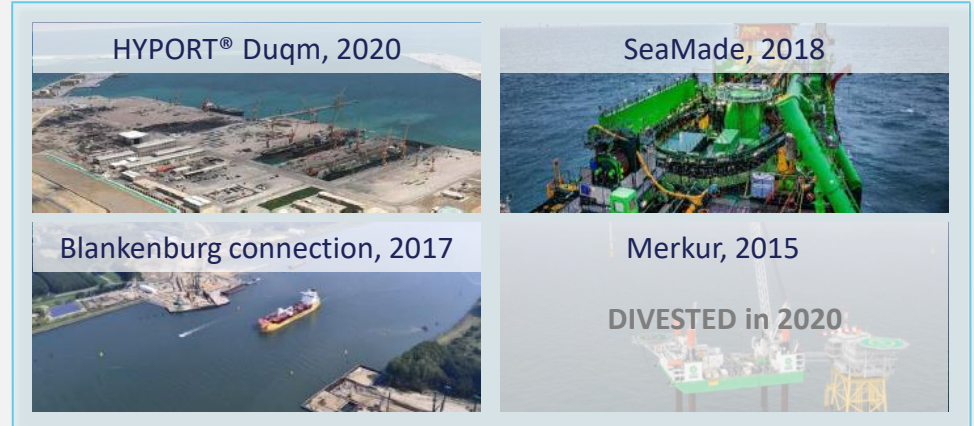 HYPORT® Duqm, 2020
SeaMade, 2018
Blankenburg connection, 2017
Merkur, 2015
DIVESTED in 2020